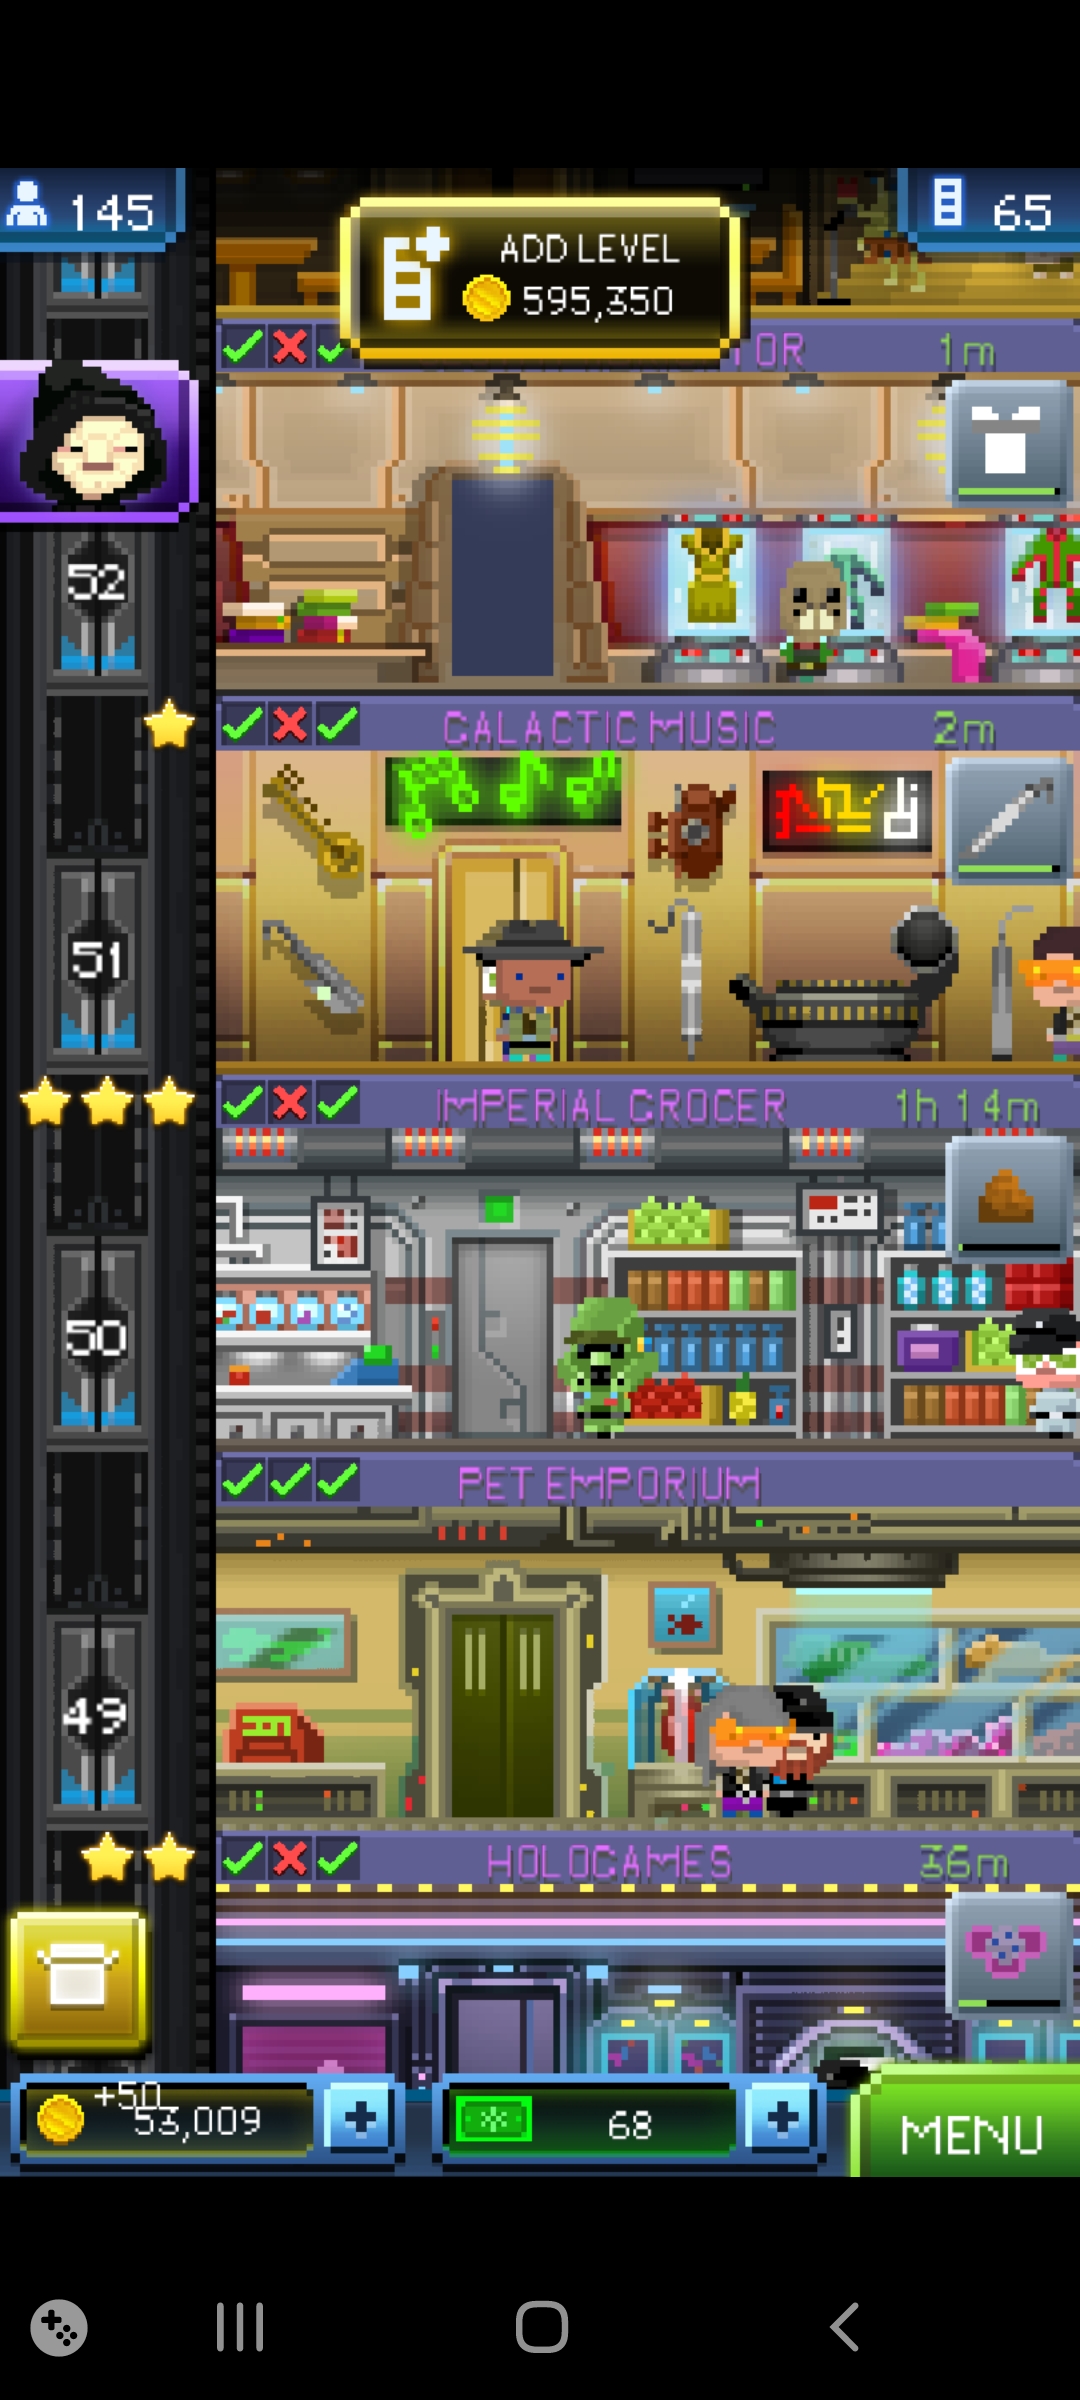 145
ADD LEVEL
595,350
65
1m
52
GALACTIC MUSIC
2m
51
IMPERIAL GROCER
1h 14m
50
PET EMPORIUM
49
HOLOGAMES
36m
+50
53,009
68
MENU